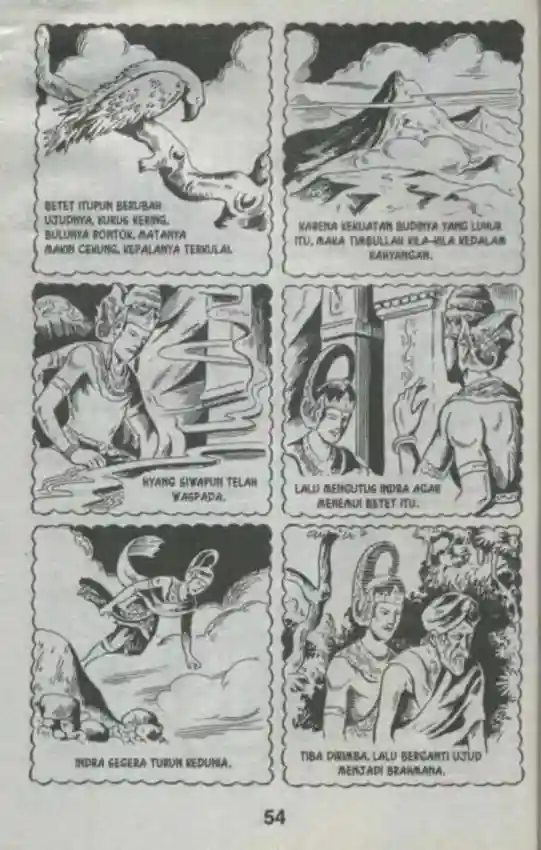 BETET ITUPUN BERUBAH
UJUDNYA, KURUS KERING,
BULUNYA RONTOK, MATANYA
MAKIN CEKUNG, KEPALANYA TERKULAI.
KARENA KEKUATAN BUDINYA YANG LUHUR
ITU, MAKA TIMBULLAH KILA-KILA KEDALAM
KAHYANGAN.
HYANG SIWAPUN TELAH
WASPADA.
LALU MENGUTUS INDRA AGAR
MENEMUI BETET ITU.
INDRA SEGERA TURUN KEDUNIA.
TIBA DIRIMBA, LALU BERGANTI UJUD
MENJADI BRAHMANA.
54